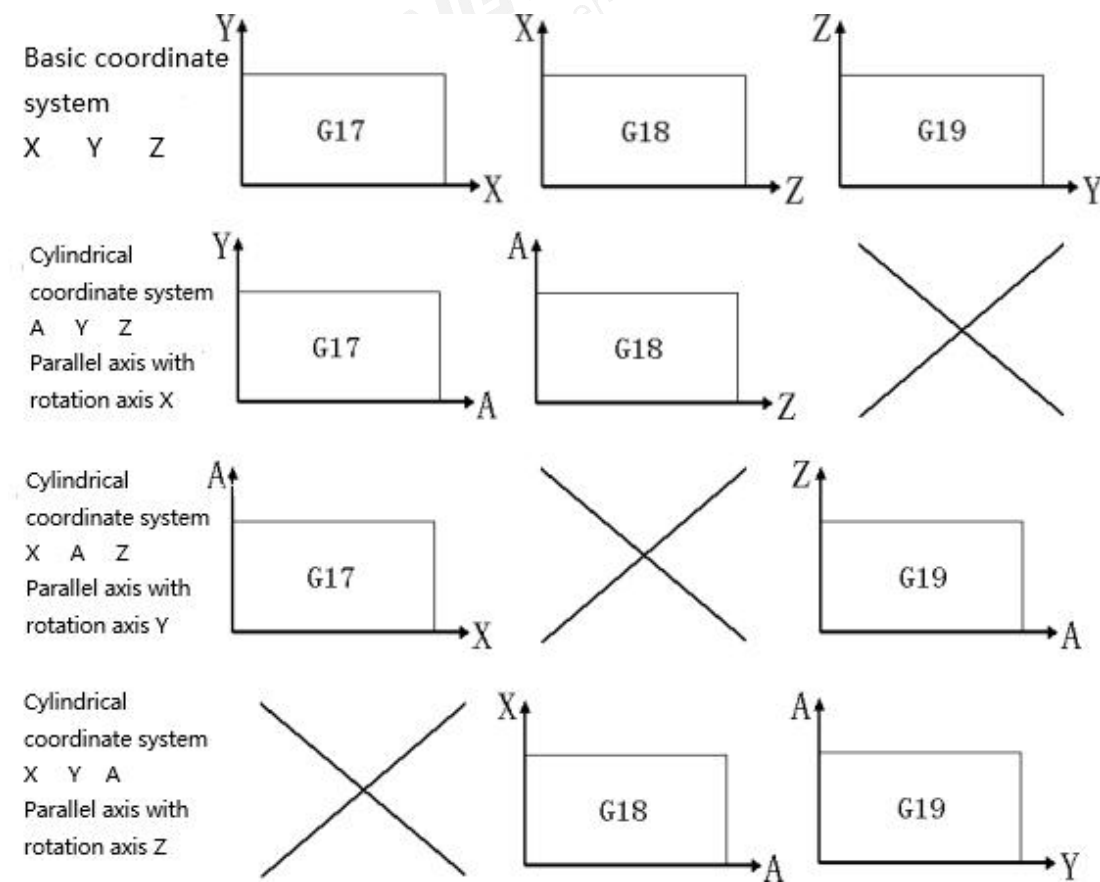 Y
X
Z
Basic coordinate
system
X Y Z
G17
G18
G19
X
Z
Y
Cylindrical
coordinate system
A Y Z
Parallel axis with
rotation axis X
Y
A
G17
G18
A
Z
Cylindrical
coordinate system
X A Z
Parallel axis with
rotation axis Y
A
Z
G17
G19
X
A
Cylindrical
coordinate system
X Y A
Parallel axis with
rotation axis Z
X
A
G18
G19
A
Y